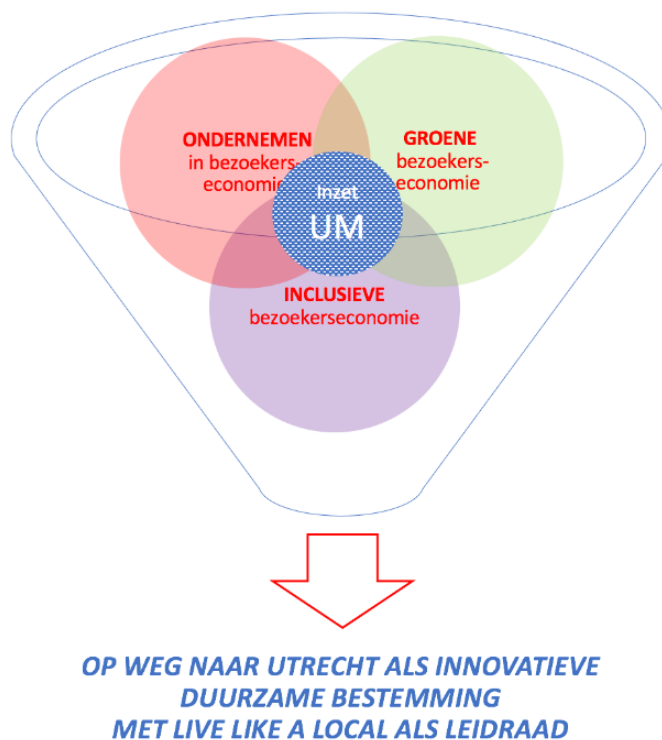 ONDERNEMEN
in bezoekers-
economie
GROENE
bezoekers-
economie
Inzet
UM
INCLUSIEVE
bezoekerseconomie
OP WEG NAAR UTRECHT ALS INNOVATIEVE
DUURZAME BESTEMMING
MET LIVE LIKE A LOCAL ALS LEIDRAAD